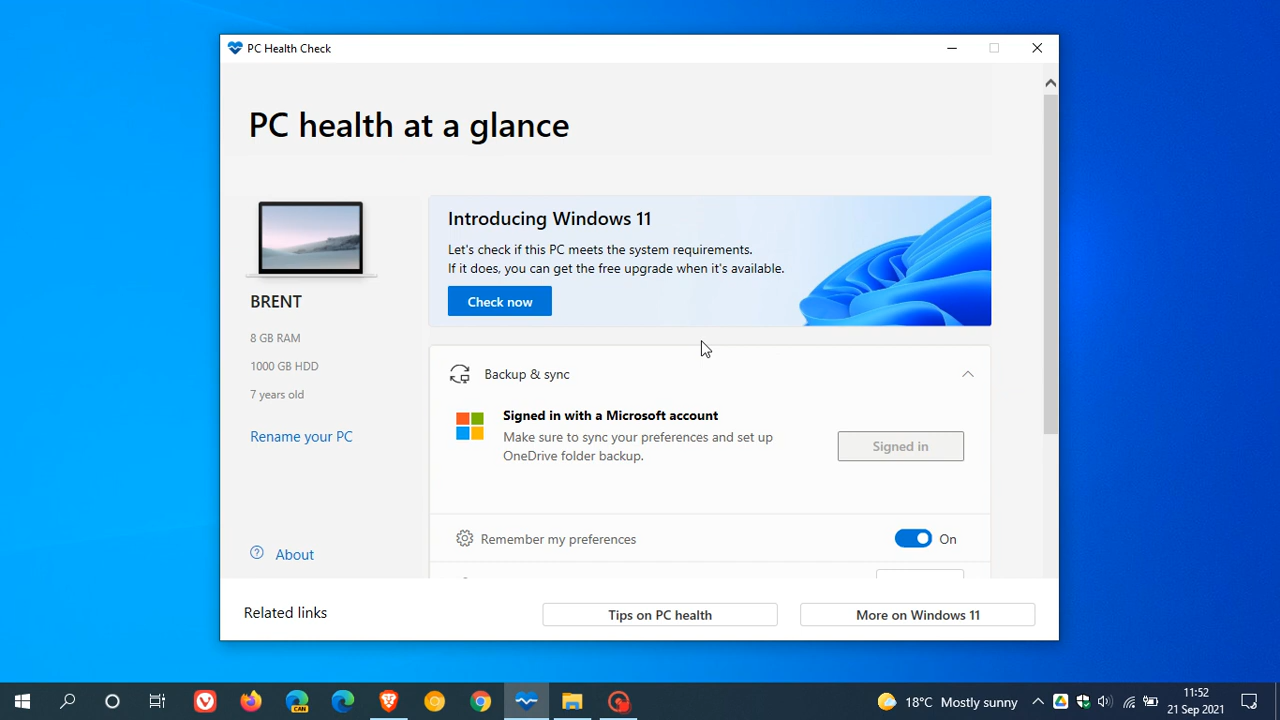 PC Health Check
PC health at a glance
BRENT
8 GB RAM
1000 GB HDD
7 years old
Rename your PC
About
Introducing Windows 11
Let's check if this PC meets the system requirements.
If it does, you can get the free upgrade when it's available.
Check now
Backup & sync
Signed in with a Microsoft account
Make sure to sync your preferences and set up
OneDrive folder backup.
Signed in
Remember my preferences
On
Related links
Tips on PC health
More on Windows 11
CAN
18°C Mostly sunny
11:52
21 Sep 2021